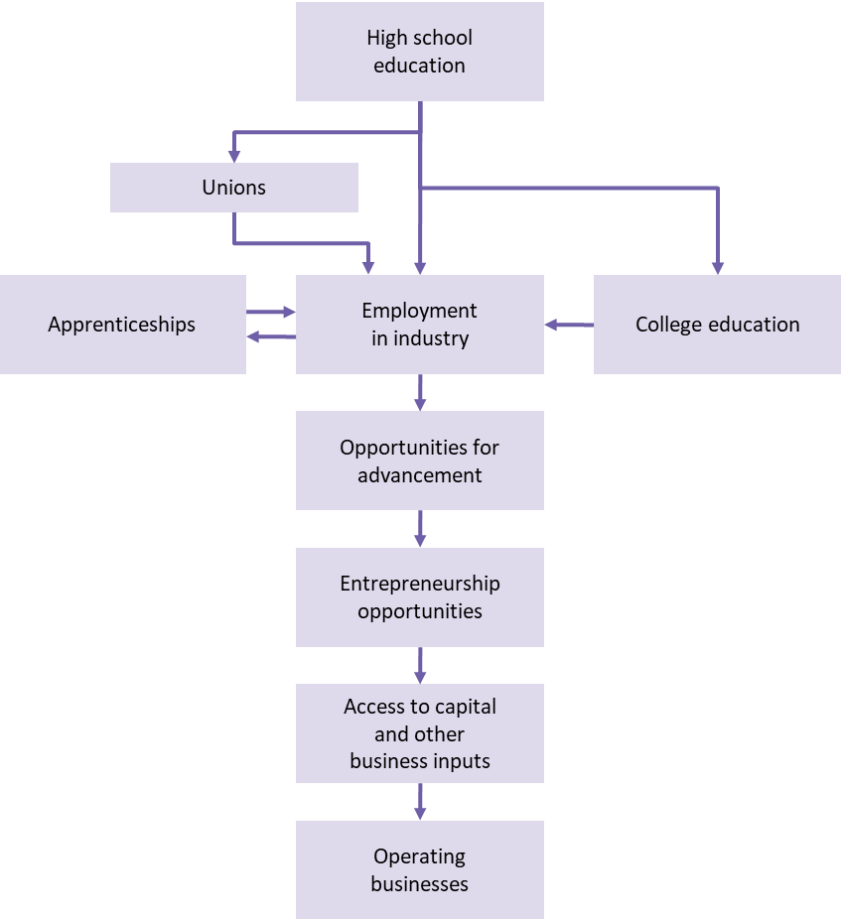 High school
education
Unions
Apprenticeships
Employment
in industry
College education
Opportunities for
advancement
Entrepreneurship
opportunities
Access to capital
and other
business inputs
Operating
businesses